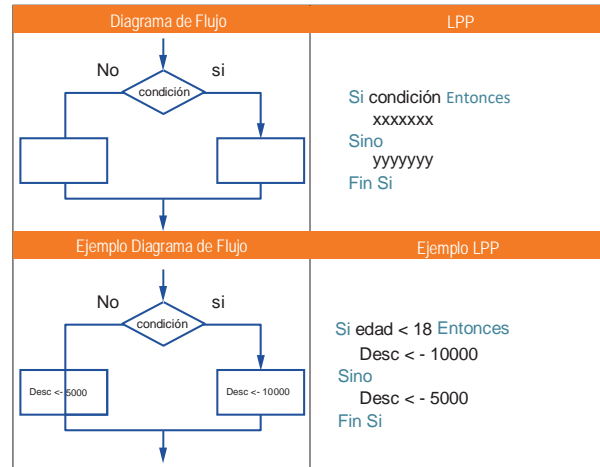 Diagrama de Flujo
LPP
No
si
condición
Si condición Entonces
xxxxxxx
Sino
yyyyyyy
Fin Si
Ejemplo Diagrama de Flujo
Ejemplo LPP
No
si
condición
Desc <- 5000
Desc <- 10000
Si edad < 18 Entonces
Desc < - 10000
Sino
Desc < - 5000
Fin Si